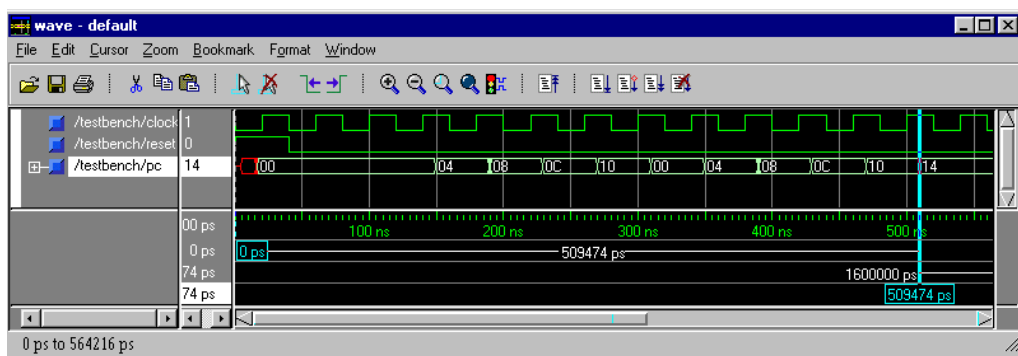 wave - default
File Edit Cursor Zoom Bookmark Format Window
/testbench/clock 1
/testbench/reset 0
/testbench/pc 14 00 04 08 0C 10 00 04 08 0C 10 14
00 ps 100 ns 200 ns 300 ns 400 ns 500 ns
0 ps 0 ps 509474 ps
74 ps 1600000 ps
74 ps 509474 ps
0 ps to 564216 ps